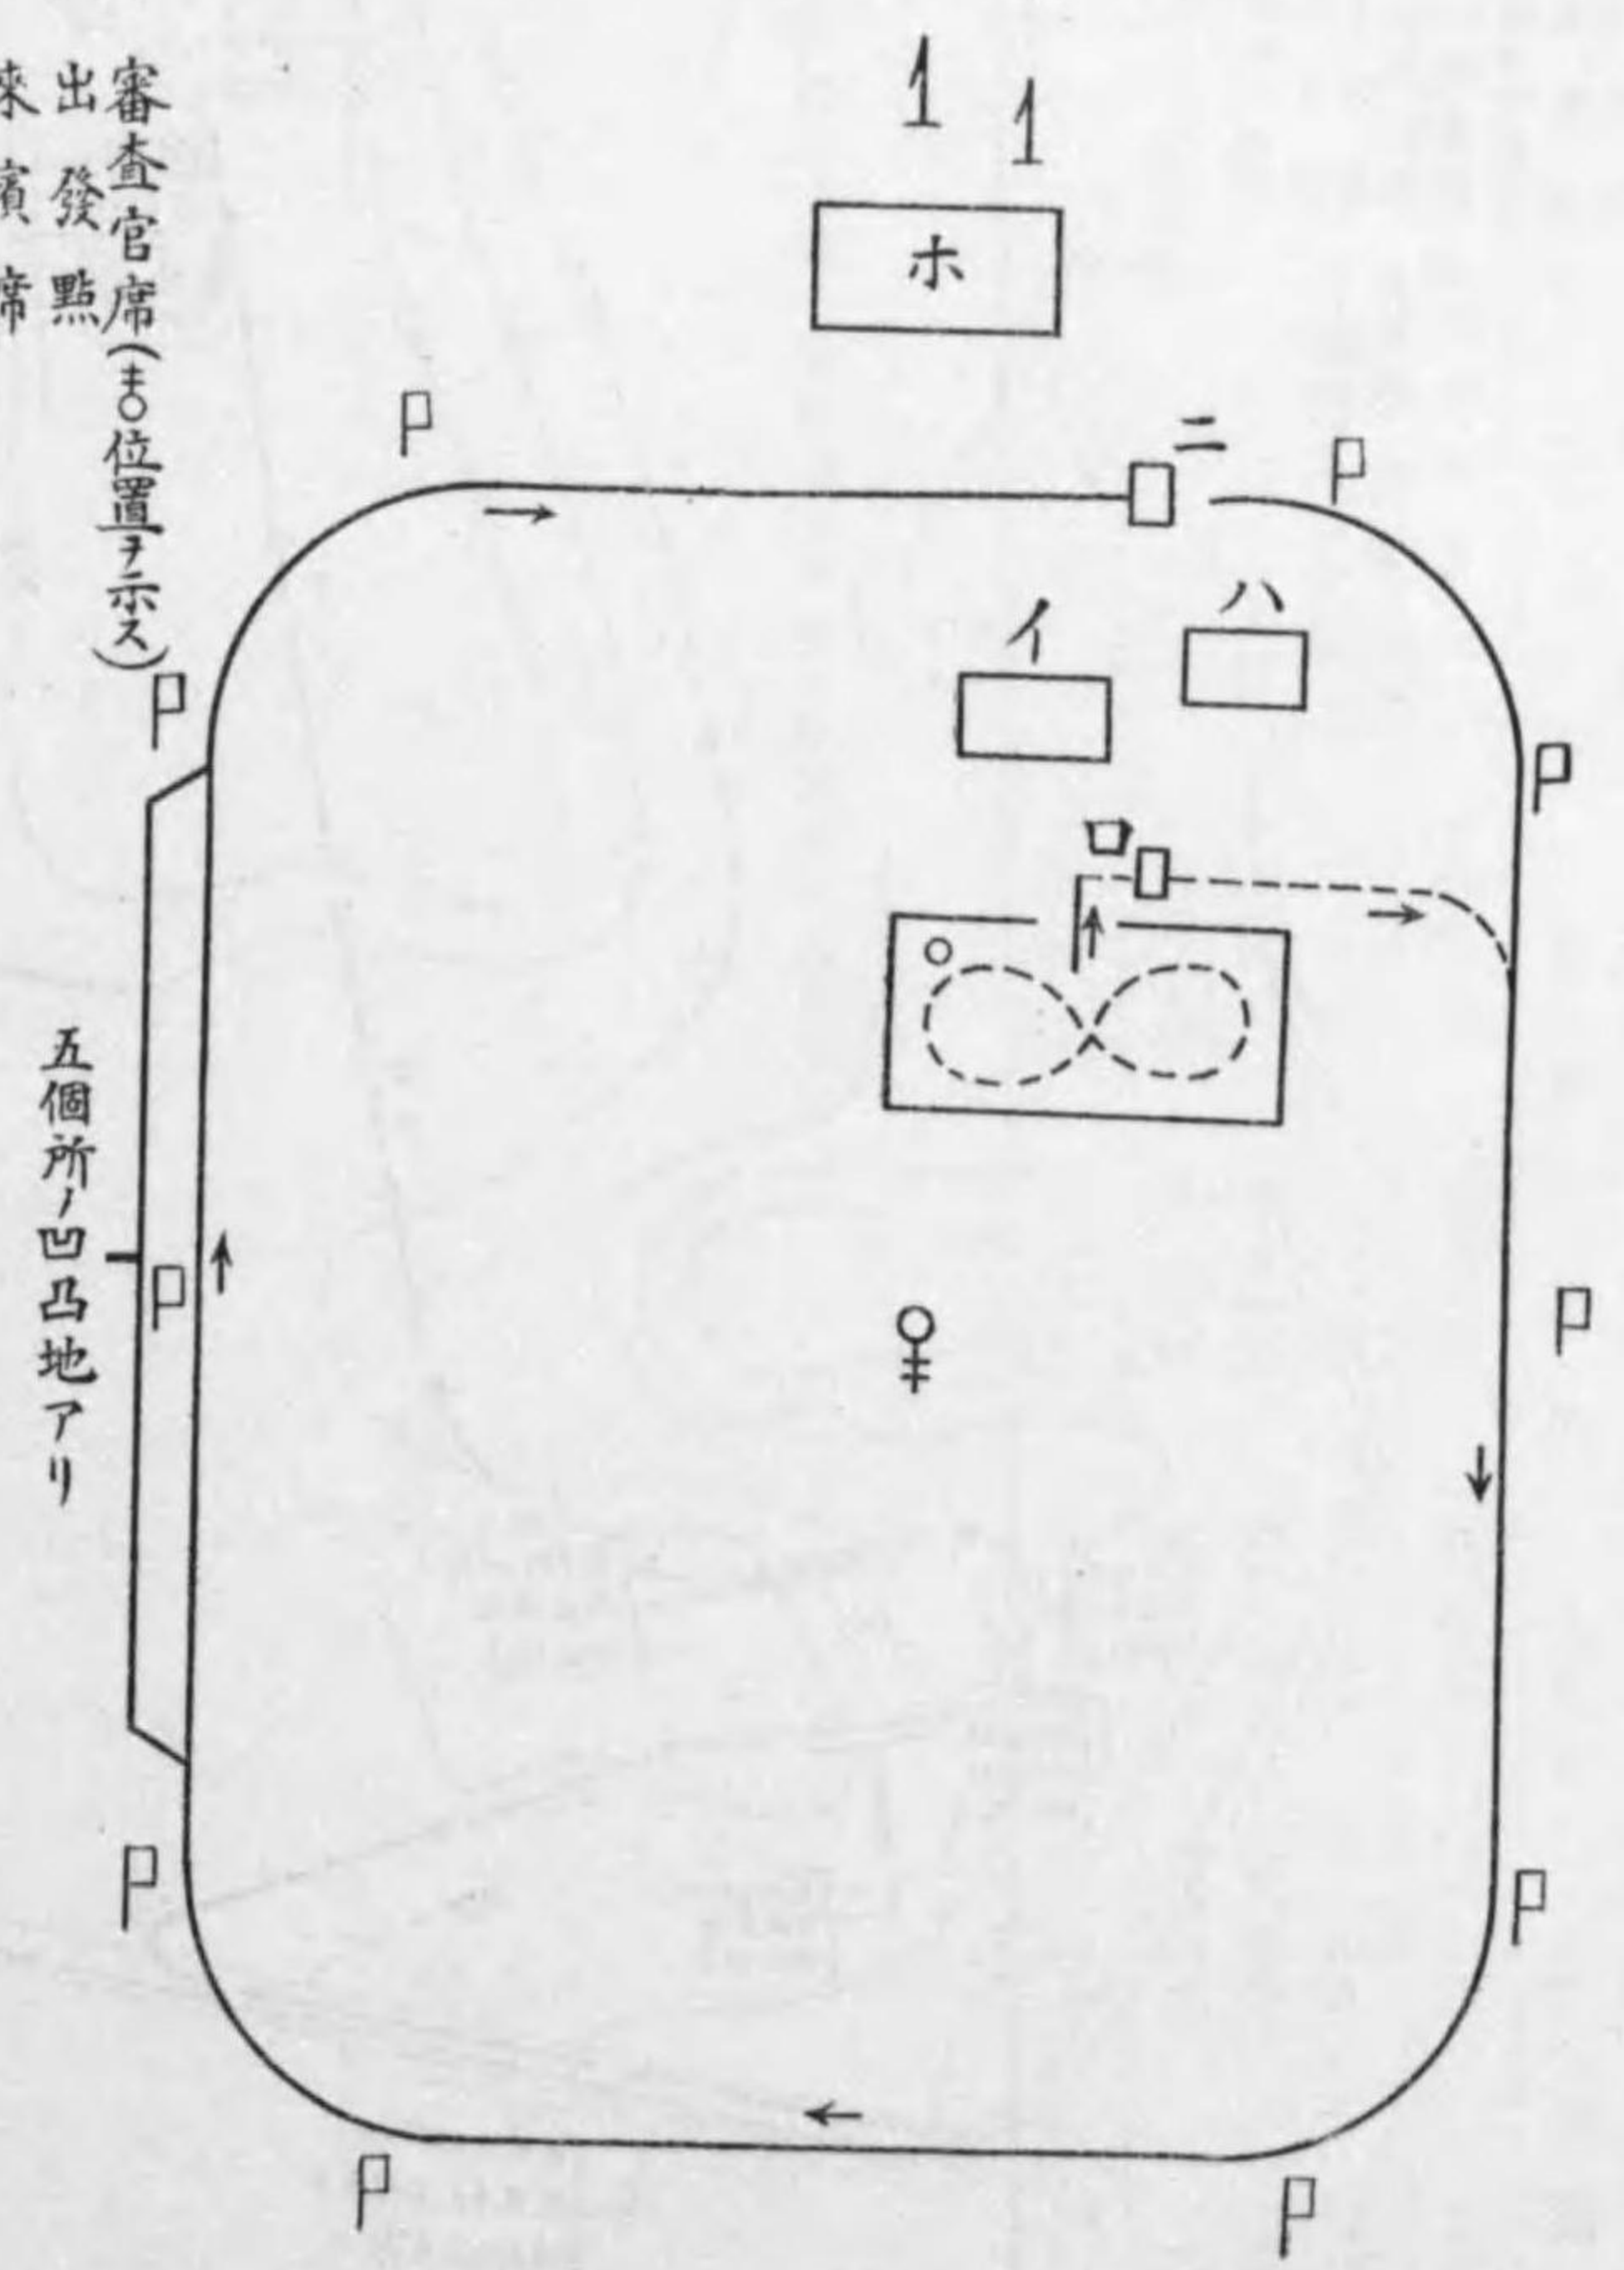 審査官席(〇位置ヲ示ス)
出發點
來賓席
ホ
ニ
ハ
イ
ロ
五個所ノ凹凸地アリ